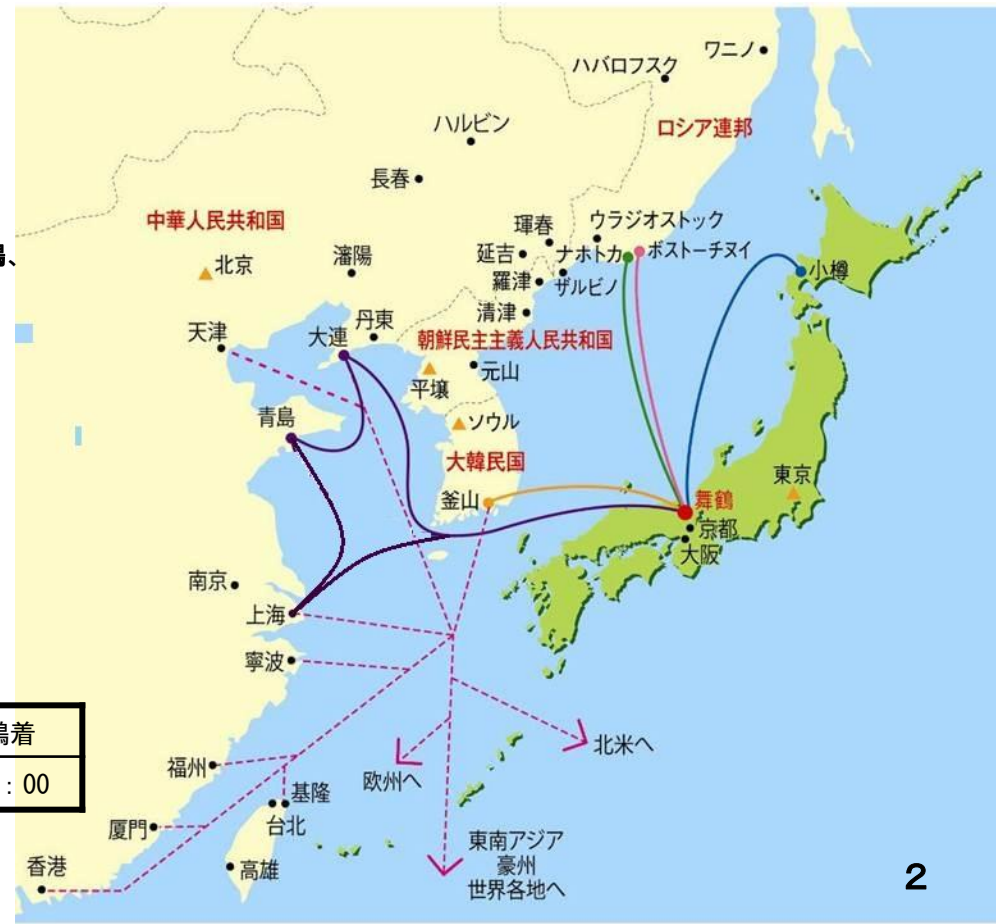 ワニノ
ハバロフスク
ロシア連邦
ハルビン
長春
中華人民共和国
琿春
ウラジオストック
、
北京
瀋陽
延吉
ナホトカ
ボストーチヌイ
小樽
羅津
ザルビノ
清津
天津
大連
丹東
朝鮮民主主義人民共和国
平壌
元山
青島
ソウル
大韓民国
東京
釜山
舞鶴
京都
大阪
南京
上海
寧波
鶴着
:00
北米へ
福州
欧州へ
基隆
台北
厦門
東南アジア
豪州
世界各地へ
香港
高雄
2